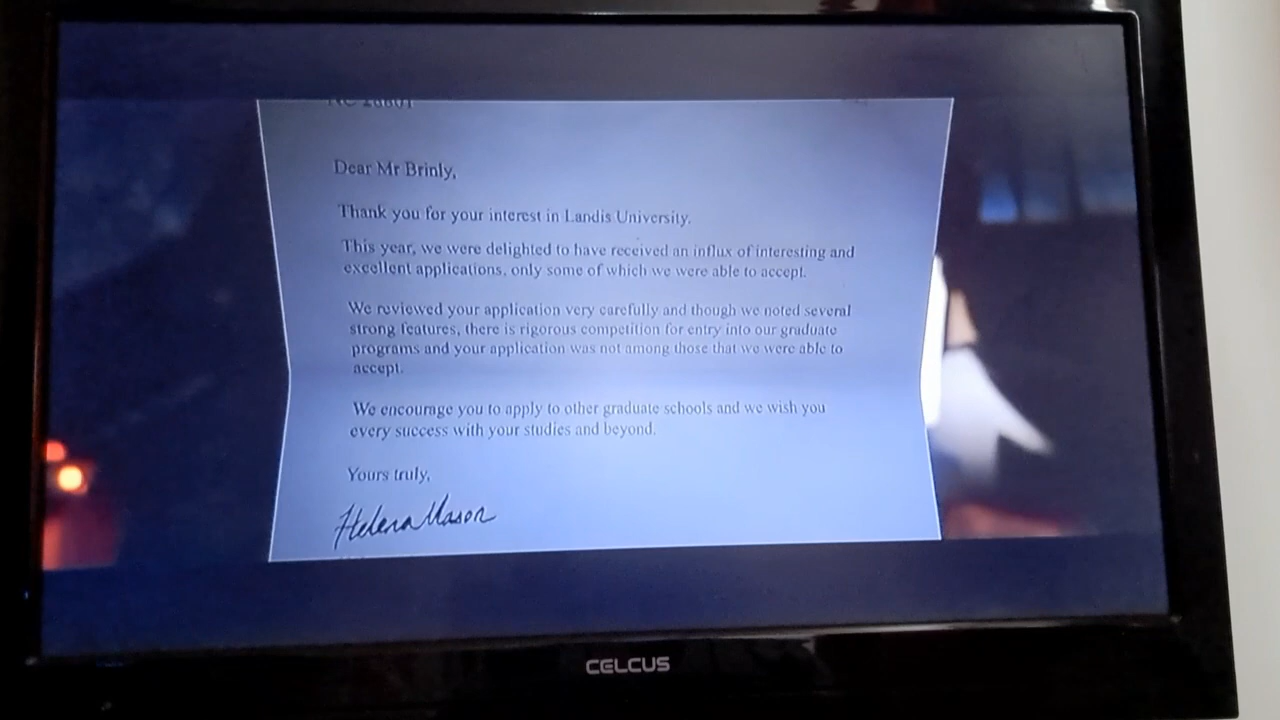 NC 28801
Dear Mr Brinly,
Thank you for your interest in Landis University.
This year, we were delighted to have received an influx of interesting and
excellent applications, only some of which we were able to accept.
We reviewed your application very carefully and though we noted several
strong features, there is rigorous competition for entry into our graduate
programs and your application was not among those that we were able to
accept.
We encourage you to apply to other graduate schools and we wish you
every success with your studies and beyond.
Yours truly,
Helena Mason
CELCUS